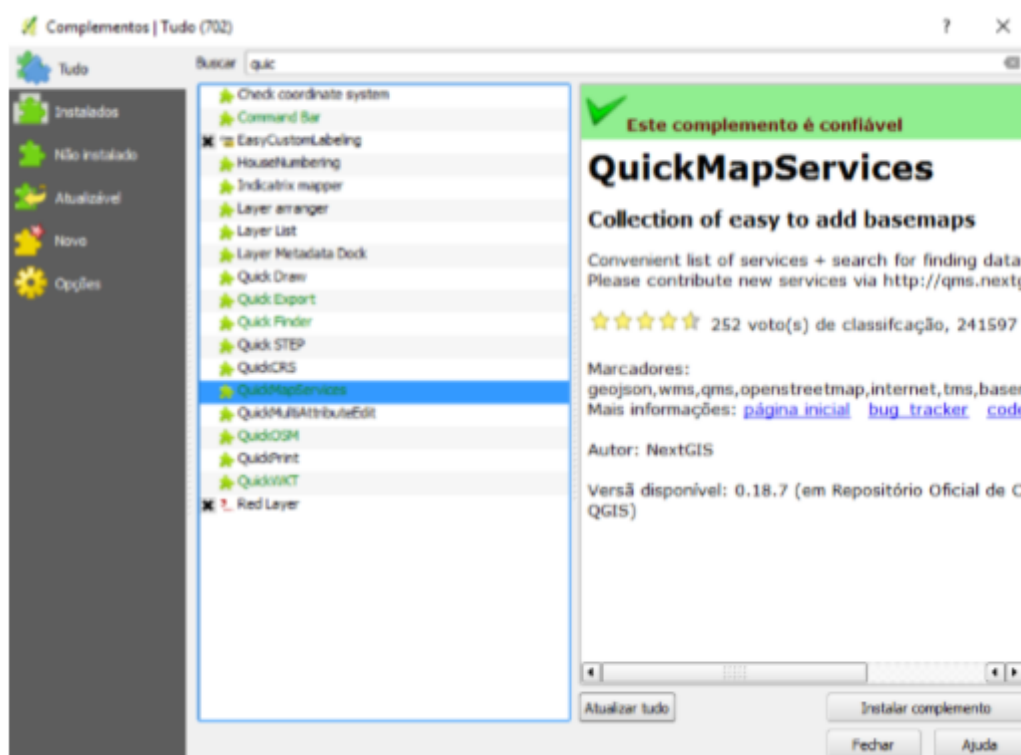 Complementos | Tudo (702)
?
Tudo
Instalados
Não instalado
Atualizável
Novo
Opções
Buscar quic
Check coordinate system
Command Bar
EasyCustomLabeling
HouseNumbering
Indicatrix mapper
Layer arranger
Layer List
Layer Metadata Dock
Quick Draw
Quick Export
Quick Finder
Quick STEP
QuickCRS
QuickMapServices
QuickMultiAttributeEdit
QuickOSM
QuickPrint
QuickWKT
Red Layer
Este complemento é confiável
QuickMapServices
Collection of easy to add basemaps
Convenient list of services + search for finding data
Please contribute new services via http://qms.nextg
252 voto(s) de classifcação, 241597
Marcadores:
geojson,wms,qms,openstreetmap,internet,tms,basem
Mais informações: página inicial bug tracker code
Autor: NextGIS
Versã disponível: 0.18.7 (em Repositório Oficial de C
QGIS)
Atualizar tudo
Instalar complemento
Fechar
Ajuda